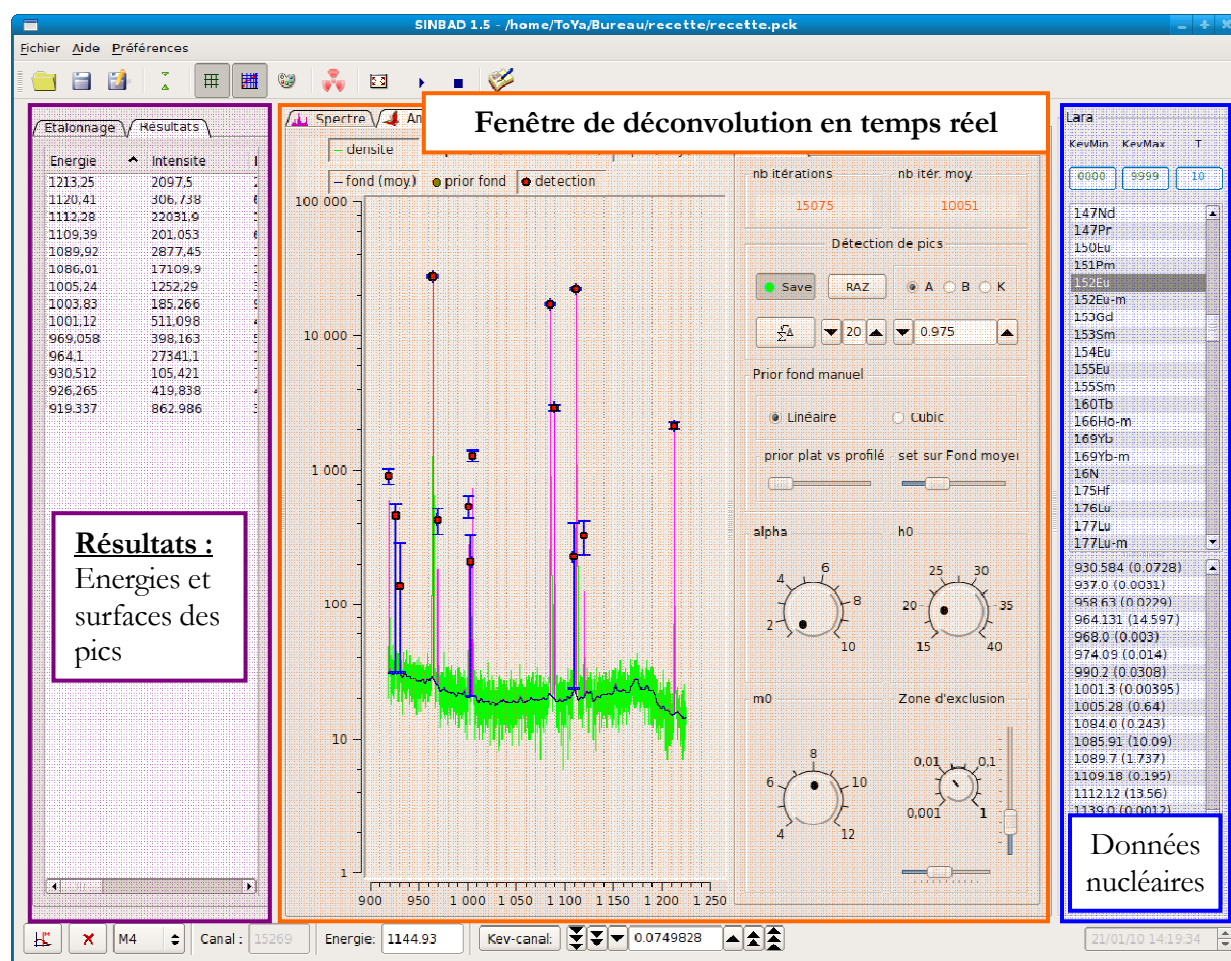 SINBAD 1.5 - /home/ToYa/Bureau/recette/recette.pck
Fichier Aide Préférences
Etalonnage Résultats
Energie Intensite
1213,25 2097,5
1120,41 306,738
1112,28 22031,9
1109,39 201,053
1089,92 2877,45
1086,01 17109,9
1005,24 1252,29
1003,83 185,266
1001,12 511,098
969,058 398,163
964,1 27341,1
930,512 105,421
926,265 419,838
919,337 862,986
Résultats :
Energies et
surfaces des
pics
Spectre
Fenêtre de déconvolution en temps réel
densite
fond (moy.) prior fond detection
100 000
10 000
1 000
100
10
1
900 950 1 000 1 050 1 100 1 150 1 200 1 250
nb itérations nb itér. moy.
15075 10051
Détection de pics
Save RAZ A B K
20 0.975
Prior fond manuel
Linéaire Cubic
prior plat vs profilé set sur Fond moyen
alpha h0
2 4 6 8 10
15 20 25 30 35 40
m0 Zone d'exclusion
4 6 8 10 12
0,001 0,01 0,1 1
Lara
KevMin KevMax T
0000 9999 10
147Nd
147Pr
150Eu
151Pm
152Eu
152Eu-m
153Gd
153Sm
154Eu
155Eu
155Sm
160Tb
166Ho-m
169Yb
169Yb-m
16N
175Hf
176Lu
177Lu
177Lu-m
930.584 (0.0728)
937.0 (0.0031)
958.63 (0.0229)
964.131 (14.597)
968.0 (0.003)
974.09 (0.014)
990.2 (0.0308)
1001.3 (0.00395)
1005.28 (0.64)
1084.0 (0.243)
1085.91 (10.09)
1089.7 (1.737)
1109.18 (0.195)
1112.12 (13.56)
1139.0 (0.0012)
Données
nucléaires
M4 Canal : 15269 Energie: 1144.93 Kev-canal: 0.0749828 21/01/10 14:19:34